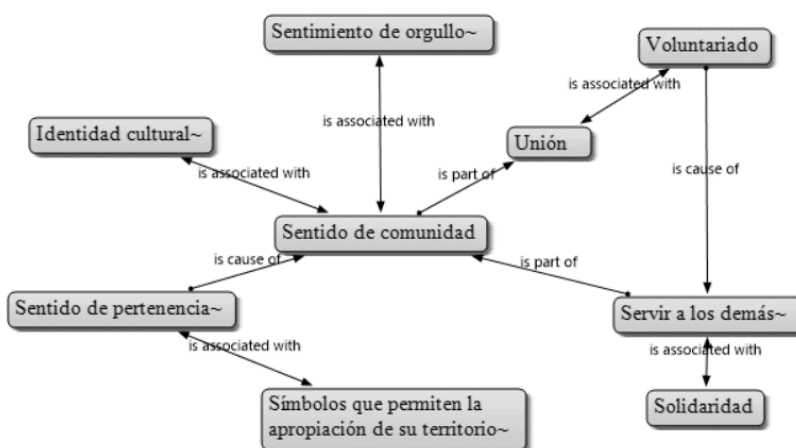 Sentimiento de orgullo~
Voluntariado
is associated with
is associated with
Identidad cultural~
Unión
is associated with
is part of
is cause of
Sentido de comunidad
is cause of
is part of
Sentido de pertenencia~
Servir a los demás~
is associated with
is associated with
Símbolos que permiten la
apropiación de su territorio~
Solidaridad